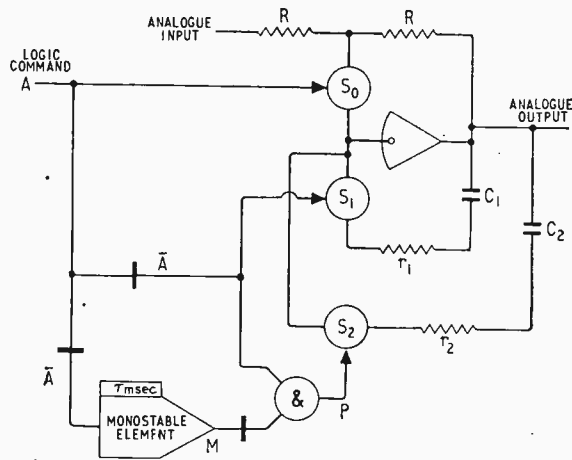 ANALOGUE
INPUT
R
R
LOGIC
COMMAND
A
S₀
ANALOGUE
OUTPUT
S₁
C₁
C₂
r₁
Ā
S₂
r₂
Ā
τmsec
&
P
MONOSTABLE
ELEMENT
M